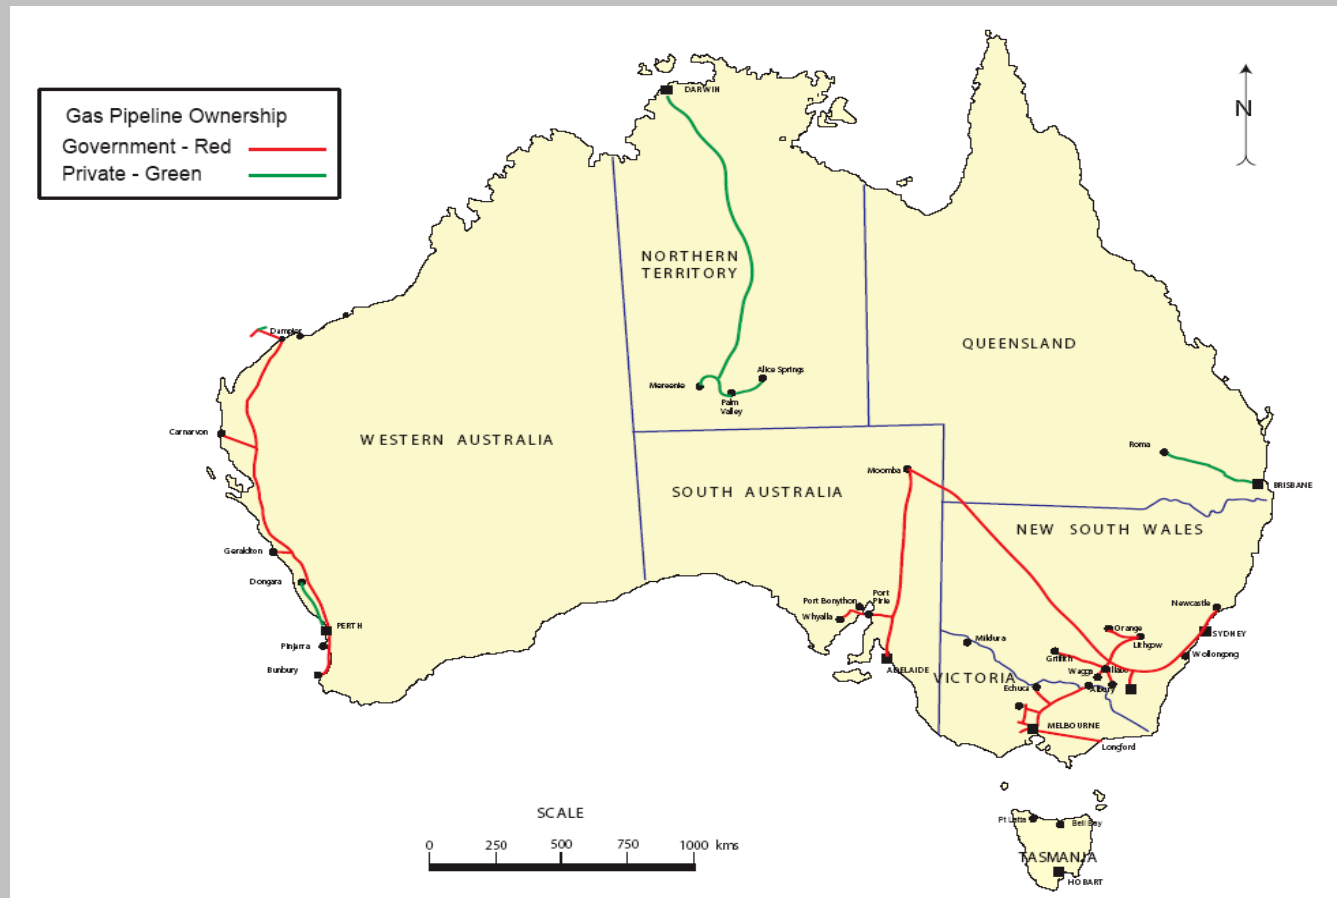 Gas Pipeline Ownership
Government - Red
Private - Green
N
DARWIN
NORTHERN
TERRITORY
QUEENSLAND
Dampier
Mereenie
Alice Springs
Palm
Valley
Carnarvon
WESTERN AUSTRALIA
Roma
Moomba
BRISBANE
SOUTH AUSTRALIA
NEW SOUTH WALES
Geraldton
Dongara
Port Bonython
Port
Pirie
Whyalla
Newcastle
PERTH
Orange
SYDNEY
Mildura
Lithgow
Pinjarra
Wollongong
Griffith
Bunbury
ADELAIDE
Wagga
VICTORIA
Echuca
Albury
MELBOURNE
Longford
SCALE
Pt Latta
Bell Bay
0 250 500 750 1000 kms
TASMANIA
HOBART